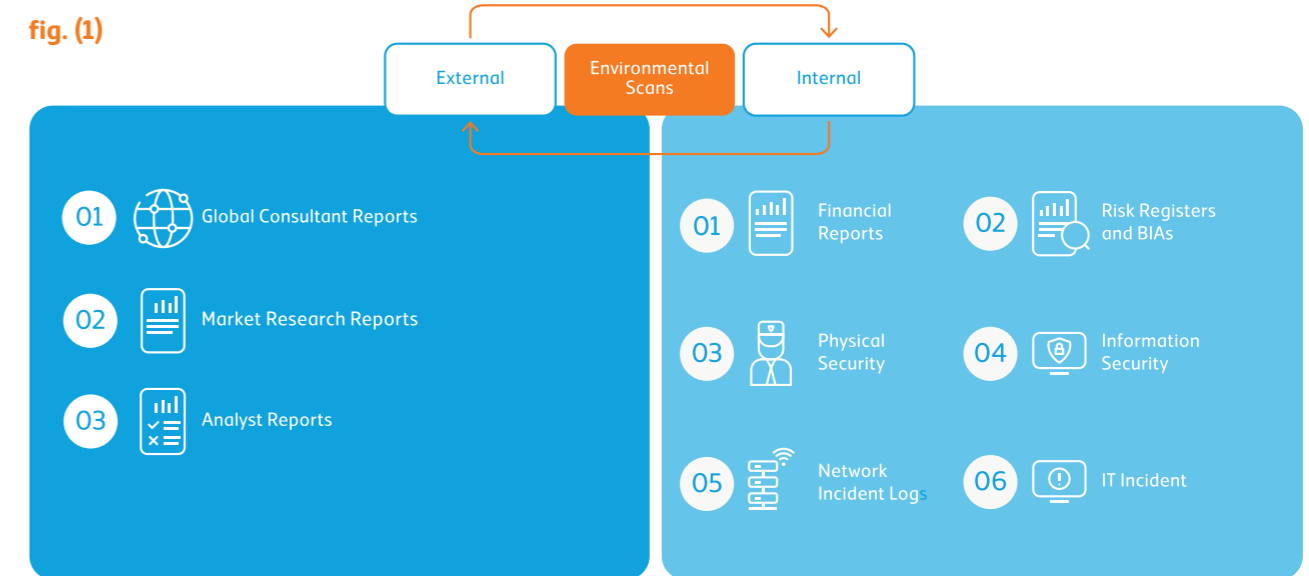 fig. (1)
External
Environmental
Scans
Internal
01
Global Consultant Reports
02
Market Research Reports
03
Analyst Reports
01
Financial
Reports
02
Risk Registers
and BIAs
03
Physical
Security
04
Information
Security
05
Network
Incident Logs
06
IT Incident